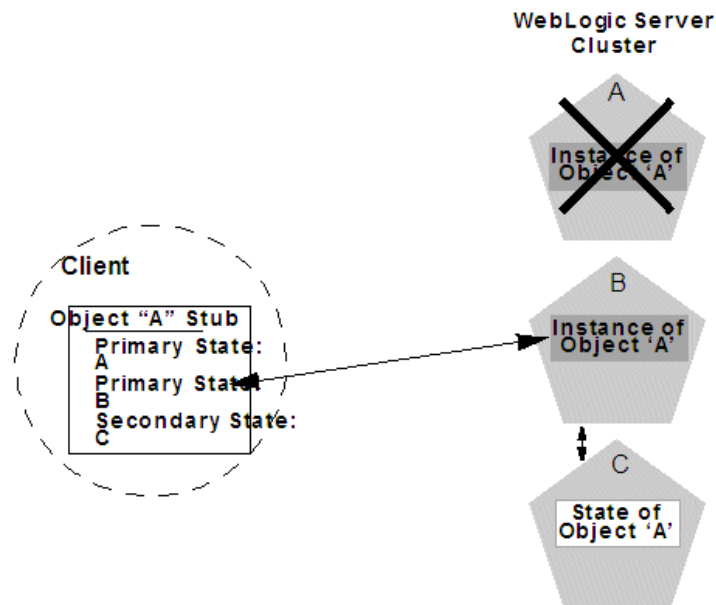 WebLogic Server
Cluster
A
Instance of
Object ‘A’
Client
B
Object “A” Stub
Instance of
Object ‘A’
Primary State:
A
Primary State:
B
Secondary State:
C
C
State of
Object ‘A’